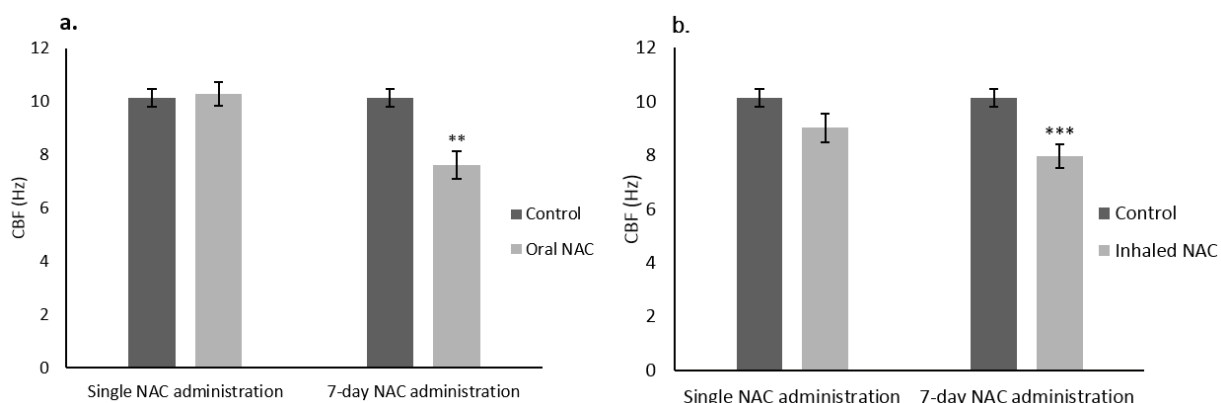 a.
12
10
8
6
4
2
0
CBF (Hz)
**
Control
Oral NAC
Single NAC administration
7-day NAC administration
b.
12
10
8
6
4
2
0
CBF (Hz)
***
Control
Inhaled NAC
Single NAC administration
7-day NAC administration